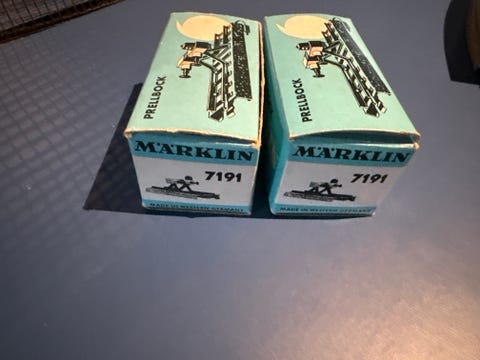 PRELLBOCK
MÄRKLIN
7191
MADE IN WESTERN GERMANY
PRELLBOCK
MÄRKLIN
7191
MADE IN WESTERN GERMANY